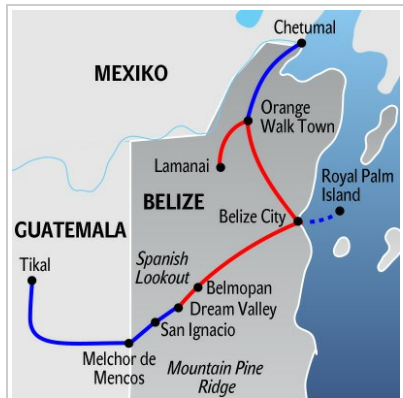 Chetumal
MEXIKO
Orange
Walk Town
Lamanai
Royal Palm
Island
BELIZE
Belize City
GUATEMALA
Tikal
Spanish
Lookout
Belmopan
Dream Valley
San Ignacio
Melchor de
Mencos
Mountain Pine
Ridge